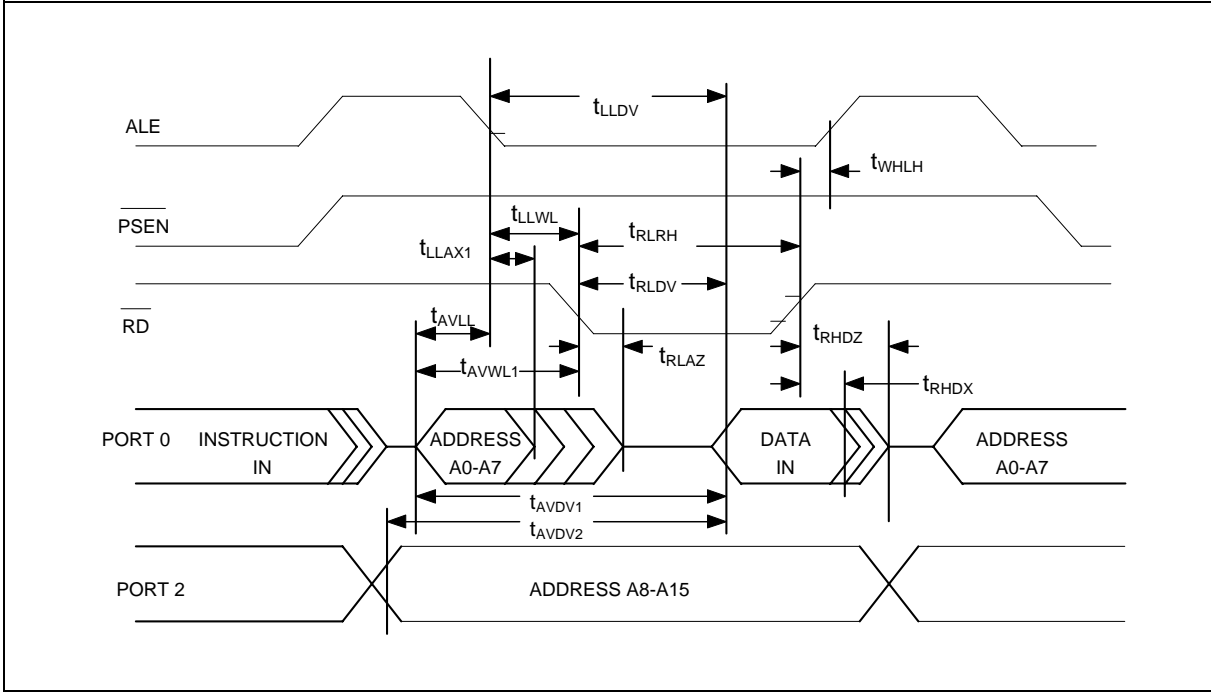 tLLDV
ALE
tWHLH
PSEN
tLLWL
tRLRH
tLLAX1
tRLDV
RD
tAVLL
tRHDZ
tRLAZ
tAVWL1
tRHDX
PORT 0
INSTRUCTION
IN
ADDRESS
A0-A7
DATA
IN
ADDRESS
A0-A7
tAVDV1
tAVDV2
PORT 2
ADDRESS A8-A15